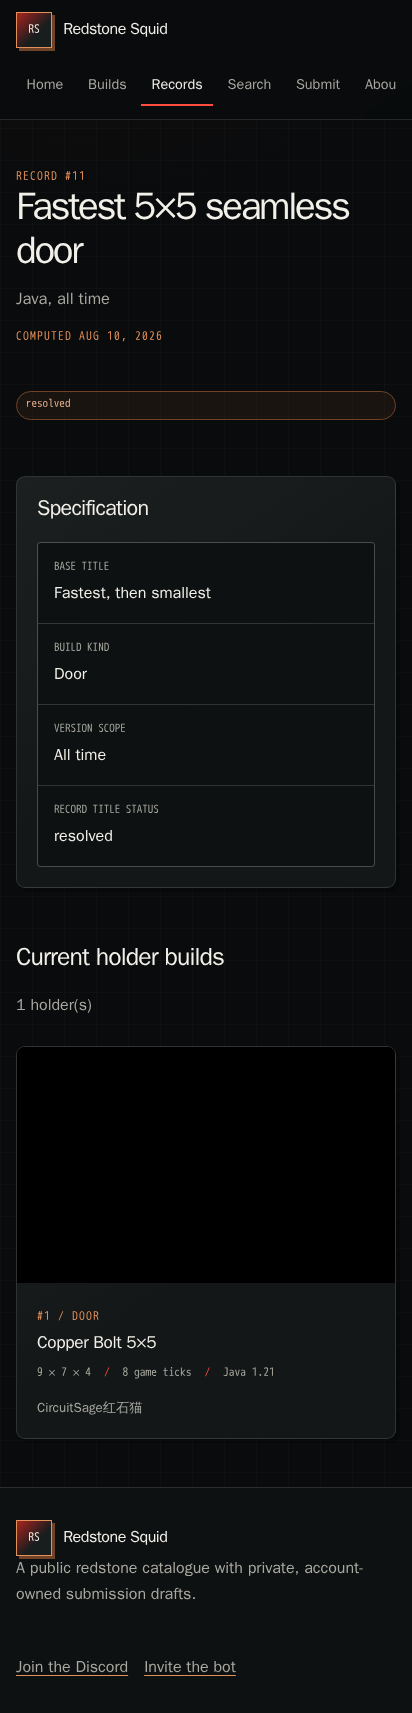 RS
Redstone Squid
Home Builds Records Search Submit Abou
RECORD #11
Fastest 5×5 seamless
door
Java, all time
COMPUTED AUG 10, 2026
resolved
Specification
BASE TITLE
Fastest, then smallest
BUILD KIND
Door
VERSION SCOPE
All time
RECORD TITLE STATUS
resolved
Current holder builds
1 holder(s)
#1 / DOOR
Copper Bolt 5×5
9 × 7 × 4 / 8 game ticks / Java 1.21
CircuitSage红石猫
RS
Redstone Squid
A public redstone catalogue with private, account-
owned submission drafts.
Join the Discord Invite the bot